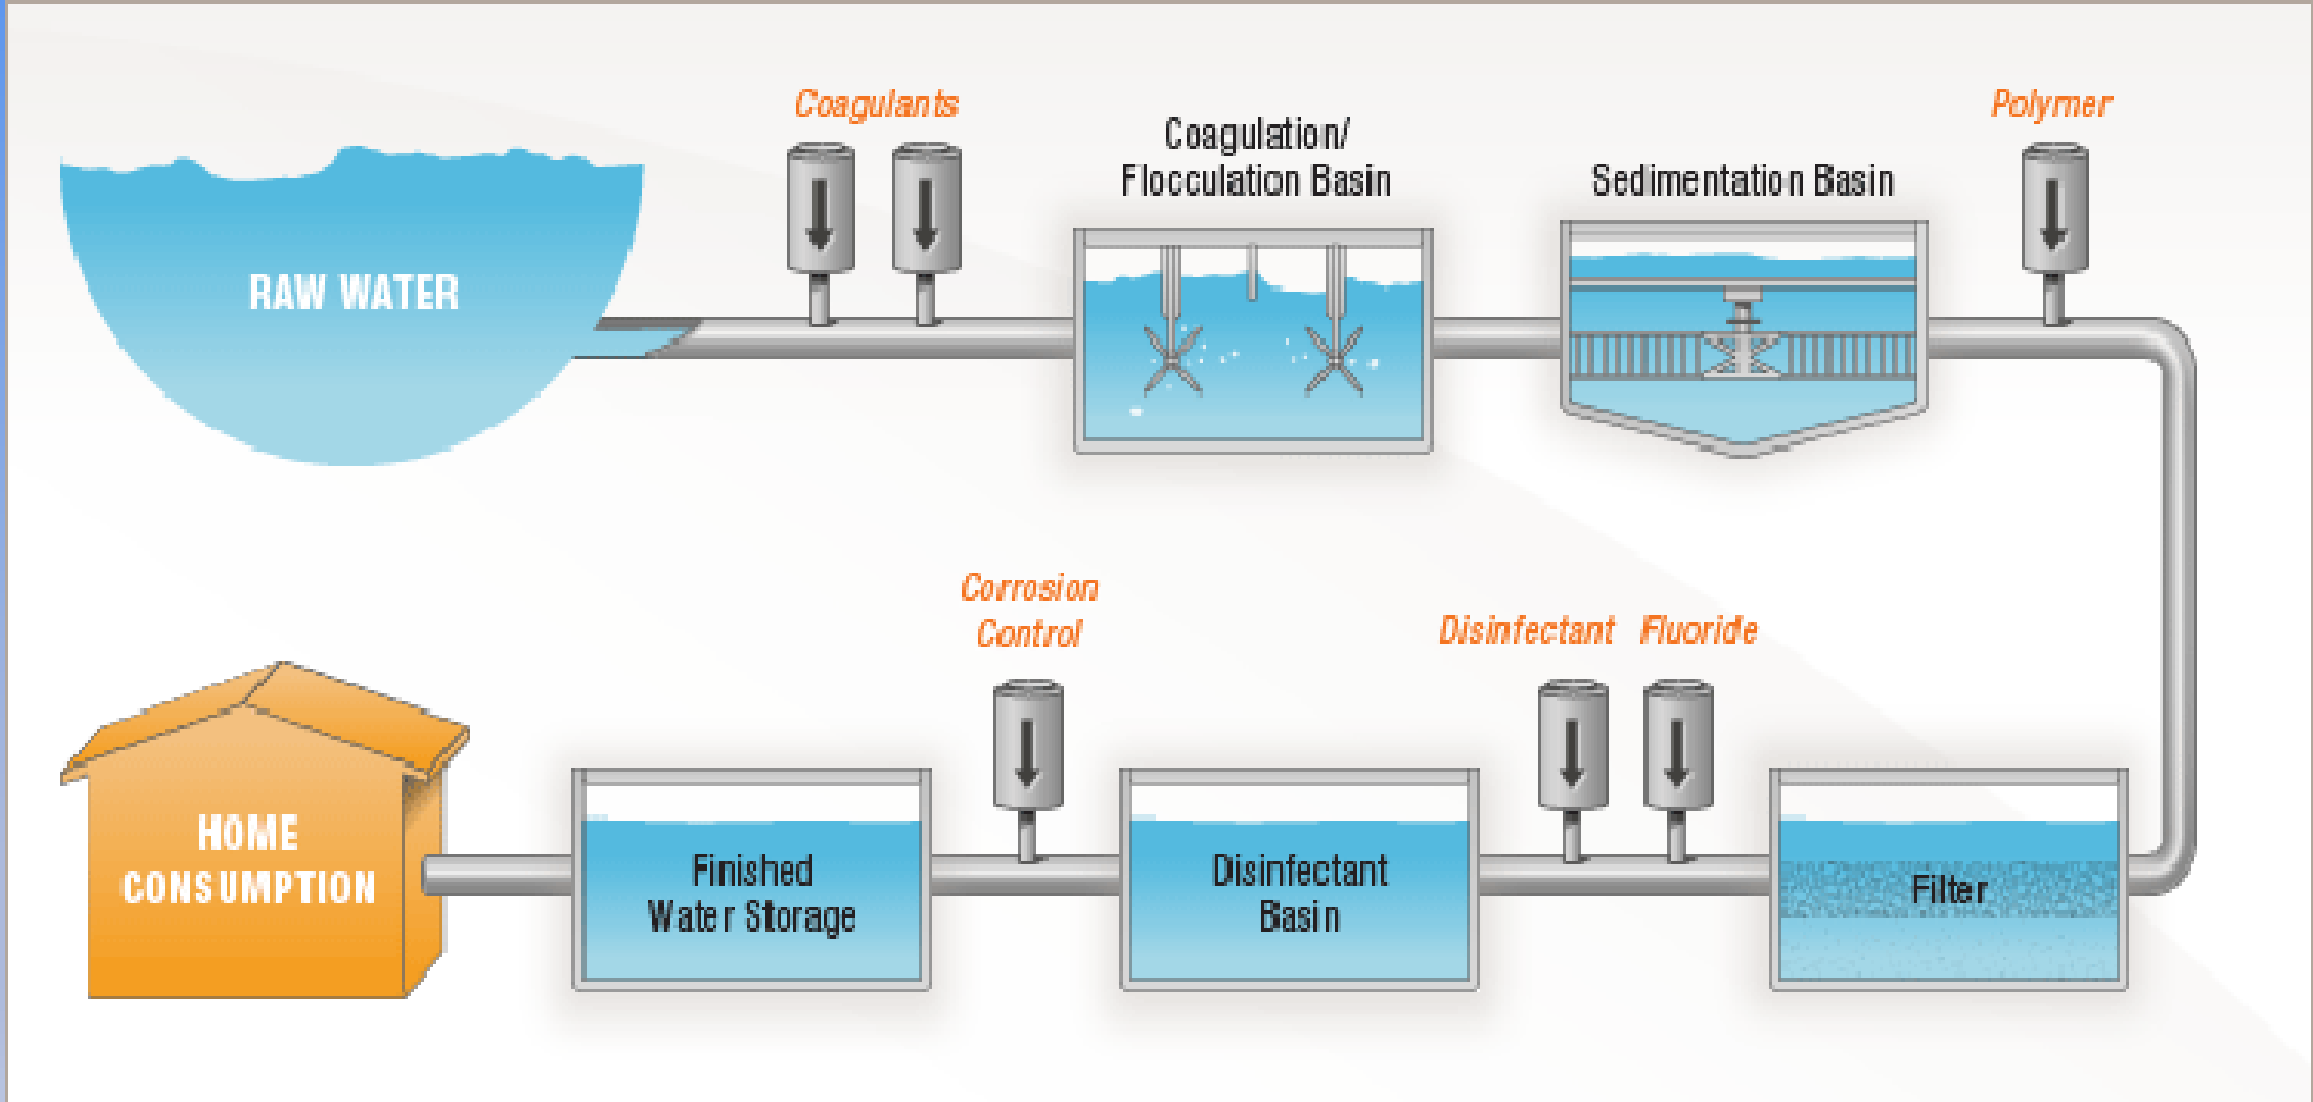 Coagulants
Polymer
Coagulation/
Flocculation Basin
Sedimentation Basin
RAW WATER
Corrosion
Control
Disinfectant Fluoride
HOME
CONSUMPTION
Finished
Water Storage
Disinfectant
Basin
Filter